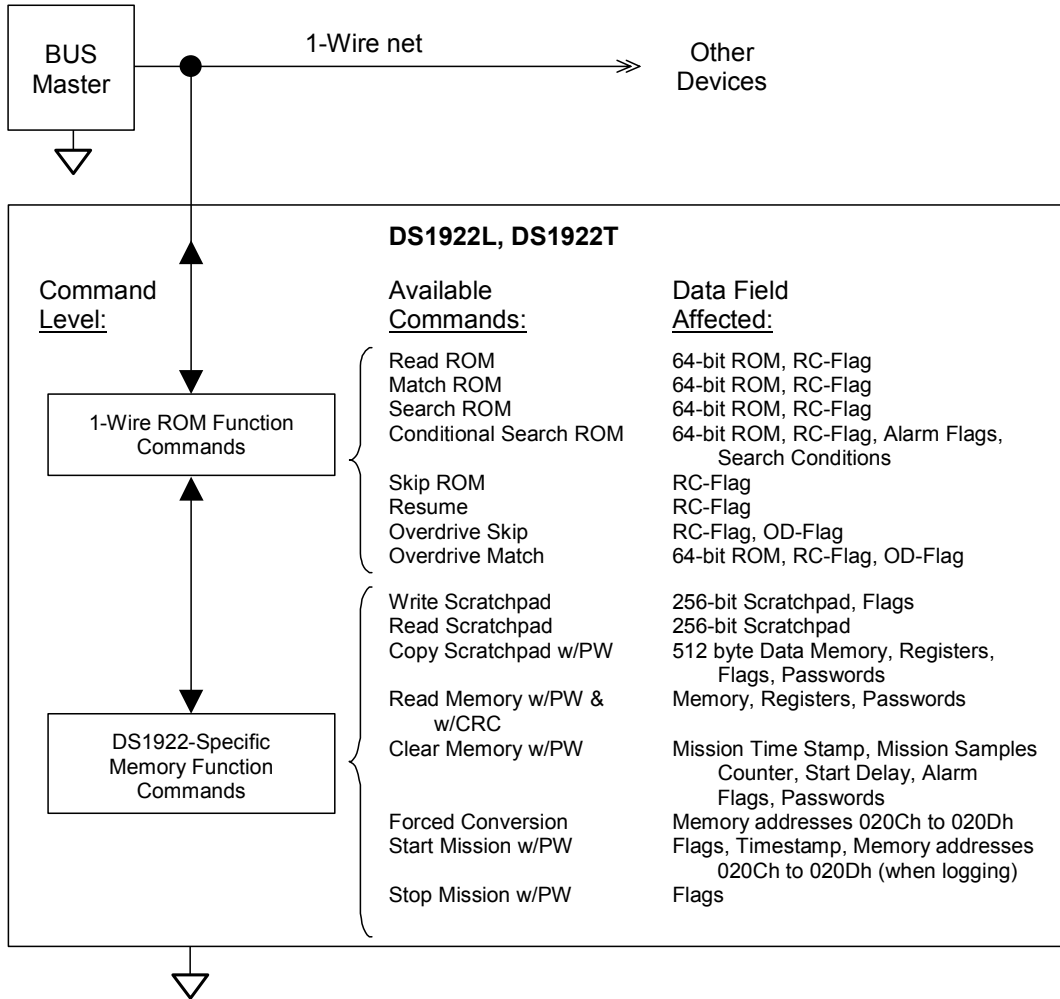 BUS
Master
1-Wire net
Other
Devices
DS1922L, DS1922T
Command
Level:
Available
Commands:
Data Field
Affected:
1-Wire ROM Function
Commands
Read ROM 64-bit ROM, RC-Flag
Match ROM 64-bit ROM, RC-Flag
Search ROM 64-bit ROM, RC-Flag
Conditional Search ROM 64-bit ROM, RC-Flag, Alarm Flags,
Search Conditions
Skip ROM RC-Flag
Resume RC-Flag
Overdrive Skip RC-Flag, OD-Flag
Overdrive Match 64-bit ROM, RC-Flag, OD-Flag
DS1922-Specific
Memory Function
Commands
Write Scratchpad 256-bit Scratchpad, Flags
Read Scratchpad 256-bit Scratchpad
Copy Scratchpad w/PW 512 byte Data Memory, Registers,
Flags, Passwords
Read Memory w/PW & Memory, Registers, Passwords
w/CRC
Clear Memory w/PW Mission Time Stamp, Mission Samples
Counter, Start Delay, Alarm
Flags, Passwords
Forced Conversion Memory addresses 020Ch to 020Dh
Start Mission w/PW Flags, Timestamp, Memory addresses
020Ch to 020Dh (when logging)
Stop Mission w/PW Flags